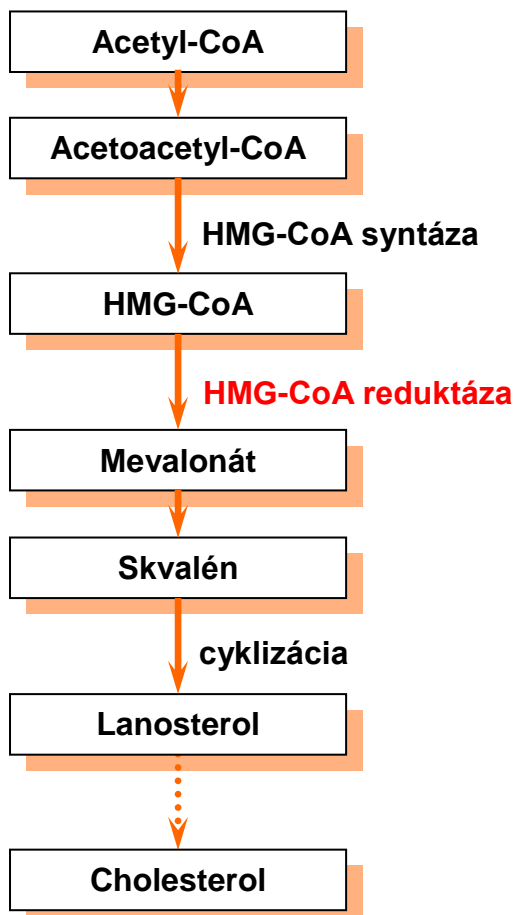 Acetyl-CoA
Acetoacetyl-CoA
HMG-CoA syntáza
HMG-CoA
HMG-CoA reduktáza
Mevalonát
Skvalén
cyklizácia
Lanosterol
Cholesterol